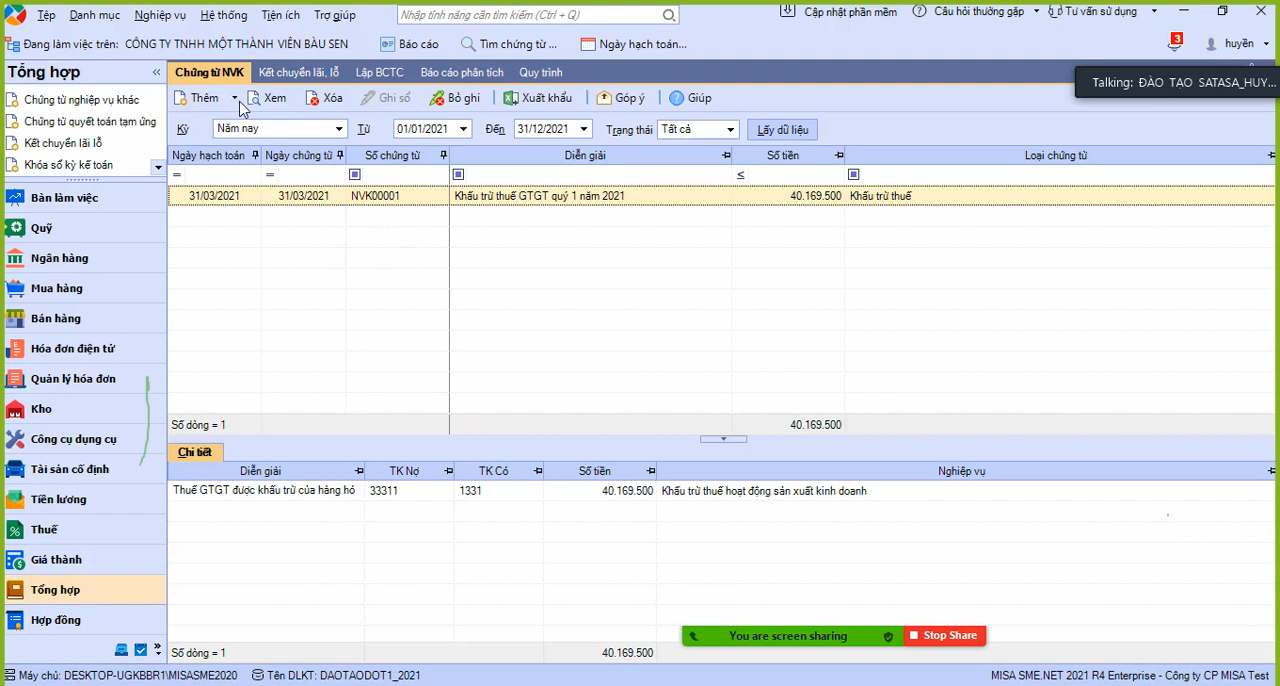 Tệp Danh mục Nghiệp vụ Hệ thống Tiện ích Trợ giúp Nhập tính năng cần tìm kiếm (Ctrl + Q) Cập nhật phần mềm Câu hỏi thường gặp Tư vấn sử dụng
Đang làm việc trên: CÔNG TY TNHH MỘT THÀNH VIÊN BÀU SEN Báo cáo Tìm chứng từ ... Ngày hạch toán... 3 huyền
Tổng hợp « Chứng từ NVK Kết chuyển lãi, lỗ Lập BCTC Báo cáo phân tích Quy trình
Talking: ĐÀO TAO SATASA_HUY...
Chứng từ nghiệp vụ khác Thêm Xem Xóa Ghi sổ Bỏ ghi Xuất khẩu Góp ý Giúp
Chứng từ quyết toán tạm ứng
Kỳ Năm nay Từ 01/01/2021 Đến 31/12/2021 Trạng thái Tất cả Lấy dữ liệu
Kết chuyển lãi lỗ
Khóa sổ kỳ kế toán
Ngày hạch toán Ngày chứng từ Số chứng từ Diễn giải Số tiền Loại chứng từ
= = ≤
31/03/2021 31/03/2021 NVK00001 Khấu trừ thuế GTGT quý 1 năm 2021 40.169.500 Khấu trừ thuế
Bàn làm việc
Quỹ
Ngân hàng
Mua hàng
Bán hàng
Hóa đơn điện tử
Quản lý hóa đơn
Kho
Công cụ dụng cụ
Tài sản cố định
Tiền lương
Thuế
Giá thành
Tổng hợp
Hợp đồng
Số dòng = 1 40.169.500
Chi tiết
Diễn giải TK Nợ TK Có Số tiền Nghiệp vụ
Thuế GTGT được khấu trừ của hàng hó 33311 1331 40.169.500 Khấu trừ thuế hoạt động sản xuất kinh doanh
You are screen sharing Stop Share
Số dòng = 1 40.169.500
Máy chủ: DESKTOP-UGKBBR1\MISASME2020 Tên DLKT: DAOTAODOT1_2021 MISA SME.NET 2021 R4 Enterprise - Công ty CP MISA Test